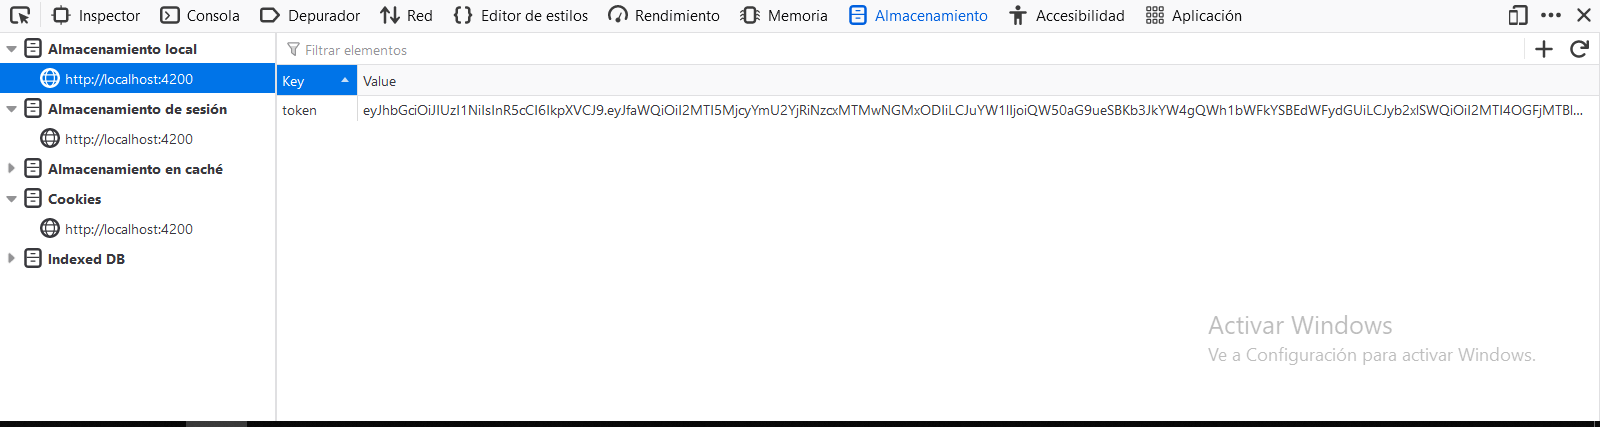 Inspector Consola Depurador Red Editor de estilos Rendimiento Memoria Almacenamiento Accesibilidad Aplicación
Almacenamiento local
http://localhost:4200
Almacenamiento de sesión
http://localhost:4200
Almacenamiento en caché
Cookies
http://localhost:4200
Indexed DB
Filtrar elementos
Key Value
token eyJhbGciOiJIUzI1NiIsInR5cCI6IkpXVCJ9.eyJfaWQiOiI2MTI5MjcyYmU2YjRiNzcxMTMwNGMxODIiLCJuYW1lIjoiQW50aG9ueSBKb3JkYW4gQWh1bWFkYSBEdWFydGUiLCJyb2xlSWQiOiI2MTI4OGFjMTBl...
Activar Windows
Ve a Configuración para activar Windows.